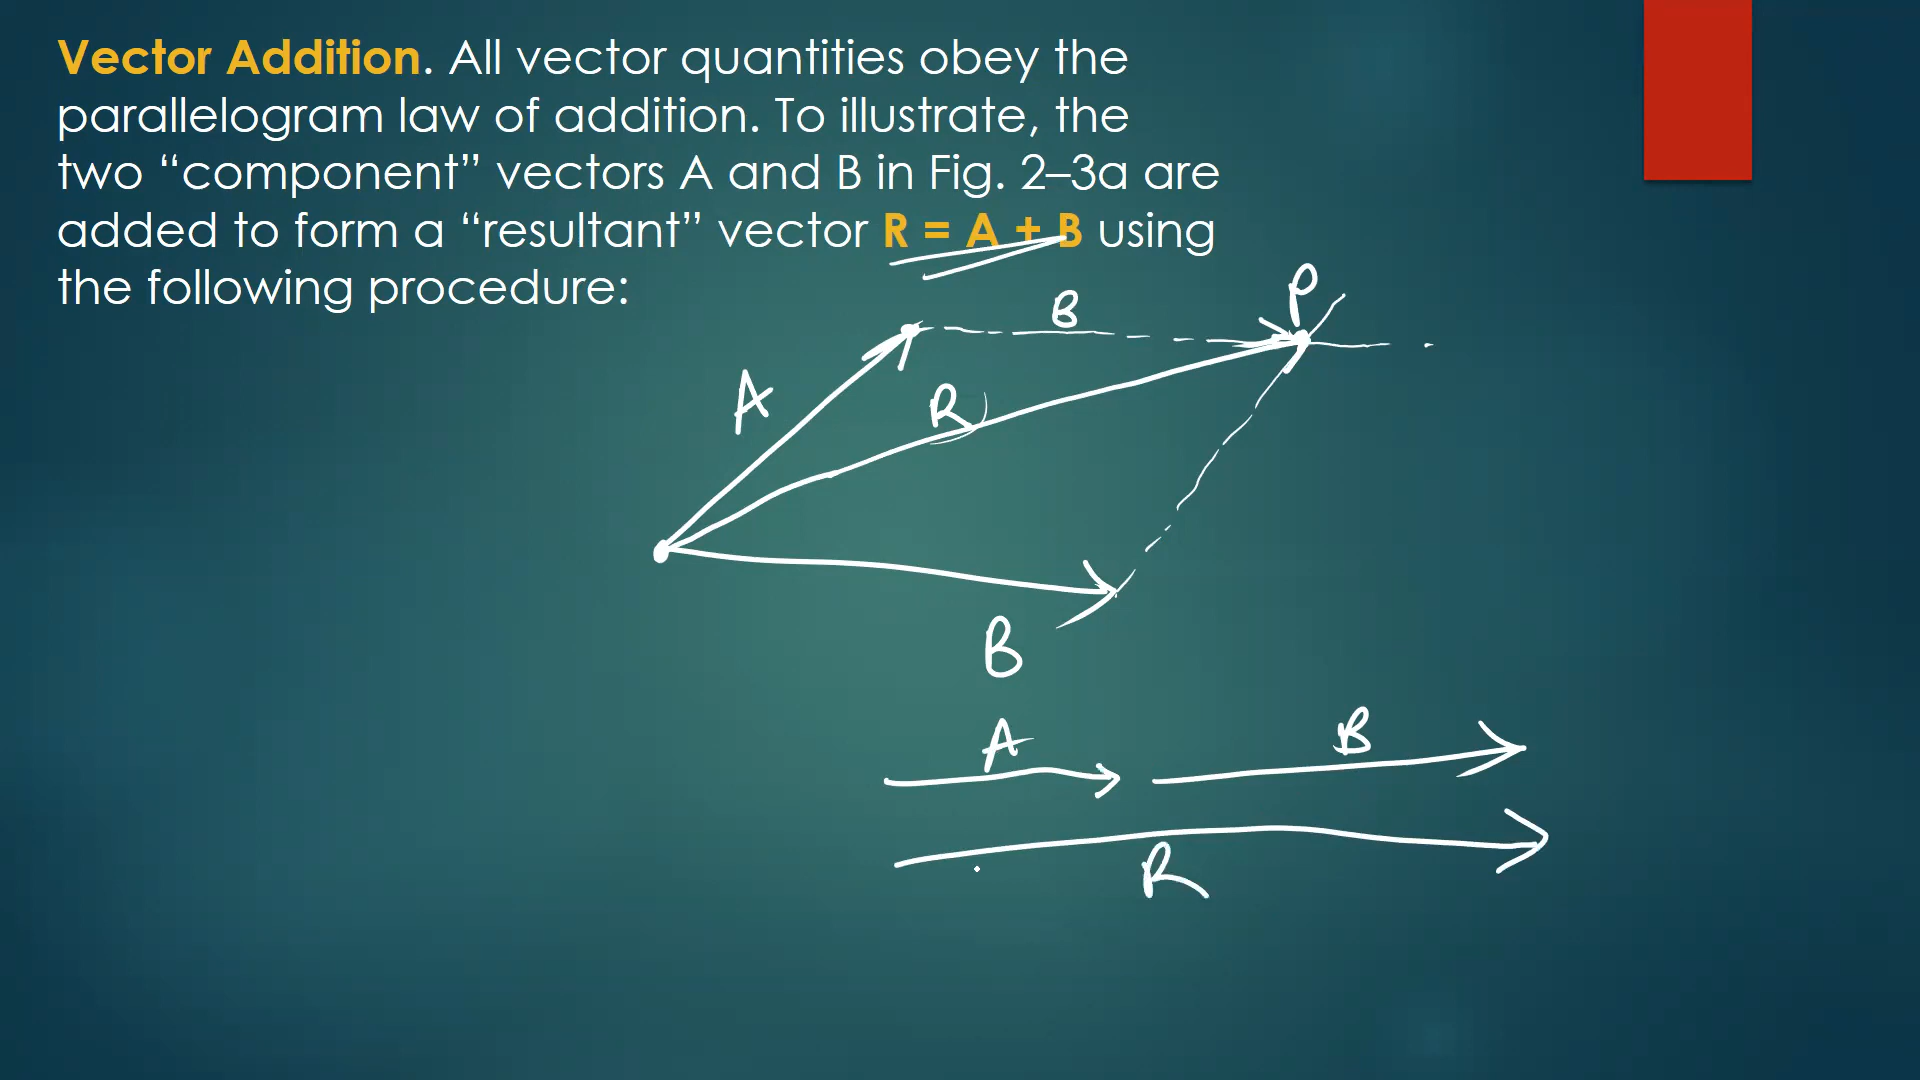 Vector Addition. All vector quantities obey the
parallelogram law of addition. To illustrate, the
two “component” vectors A and B in Fig. 2–3a are
added to form a “resultant” vector R = A + B using
the following procedure:
P
B
A
R
B
A
B
R